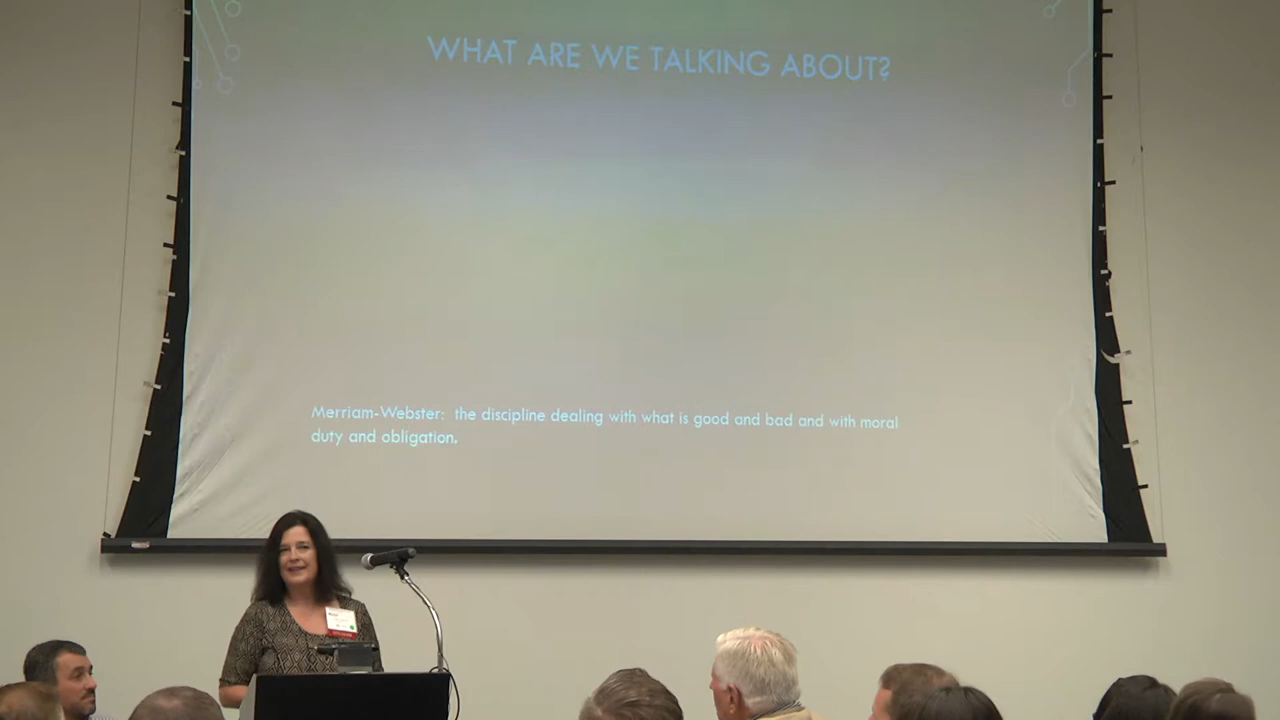 WHAT ARE WE TALKING ABOUT?
Merriam-Webster: the discipline dealing with what is good and bad and with moral
duty and obligation.